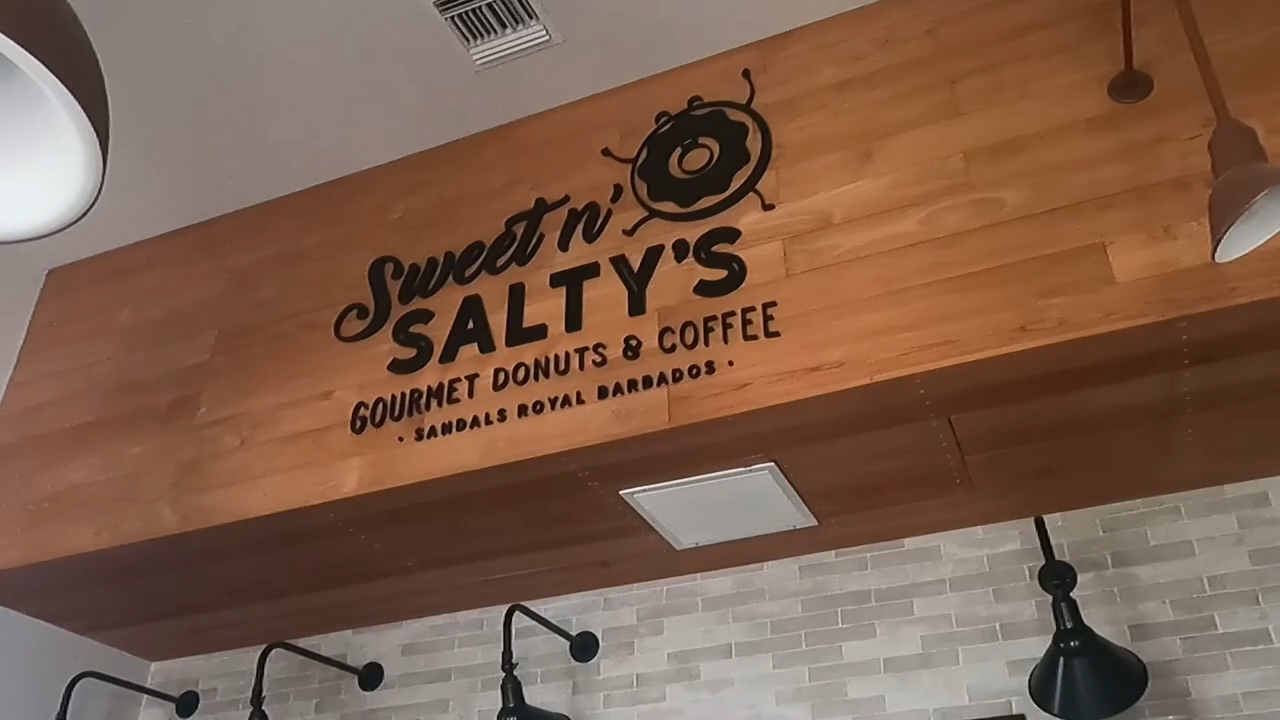 Sweet n'
SALTY'S
GOURMET DONUTS & COFFEE
· SANDALS ROYAL BARBADOS ·